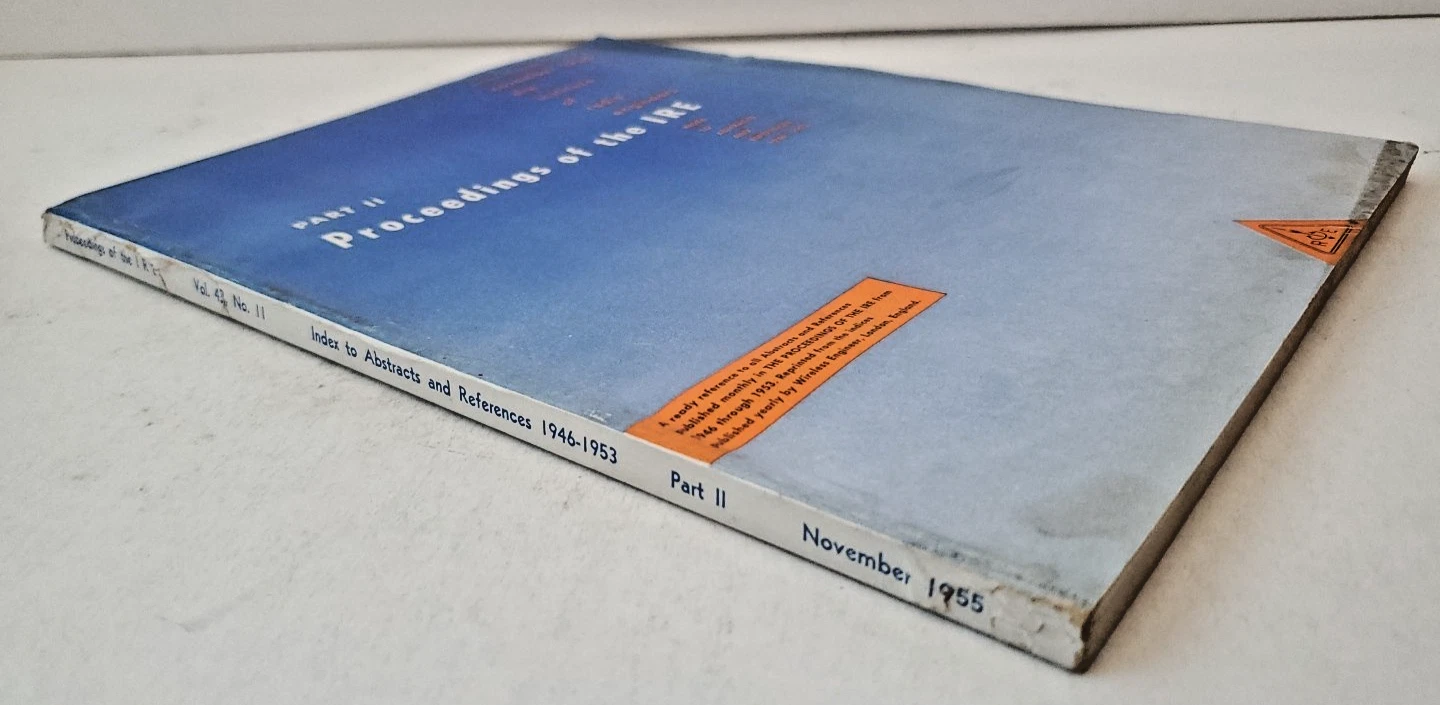 PART II
Proceedings of the IRE
A ready reference to all Abstracts and References
published monthly in THE PROCEEDINGS OF THE IRE from
1946 through 1953. Reprinted from the indices
published yearly by Wireless Engineer, London, England.
IRE
Proceedings of the I R E Vol. 43, No. 11 Index to Abstracts and References 1946-1953 Part II November 1955